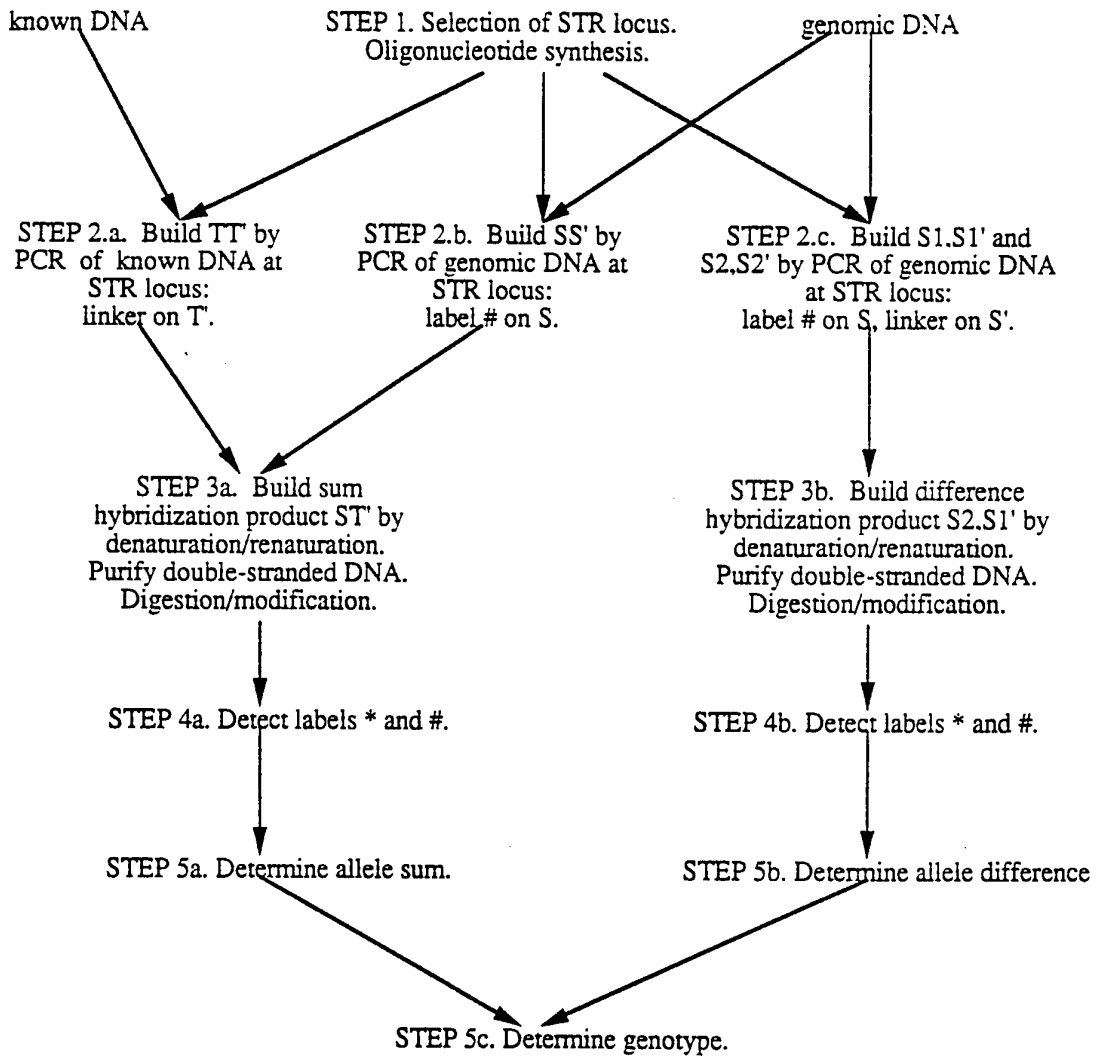 known DNA
STEP 1. Selection of STR locus.
Oligonucleotide synthesis.
genomic DNA
STEP 2.a. Build TT' by
PCR of known DNA at
STR locus:
linker on T'.
STEP 2.b. Build SS' by
PCR of genomic DNA at
STR locus:
label # on S.
STEP 2.c. Build S1.S1' and
S2,S2' by PCR of genomic DNA
at STR locus:
label # on S, linker on S'.
STEP 3a. Build sum
hybridization product ST' by
denaturation/renaturation.
Purify double-stranded DNA.
Digestion/modification.
STEP 3b. Build difference
hybridization product S2.S1' by
denaturation/renaturation.
Purify double-stranded DNA.
Digestion/modification.
STEP 4a. Detect labels * and #.
STEP 4b. Detect labels * and #.
STEP 5a. Determine allele sum.
STEP 5b. Determine allele difference
STEP 5c. Determine genotype.